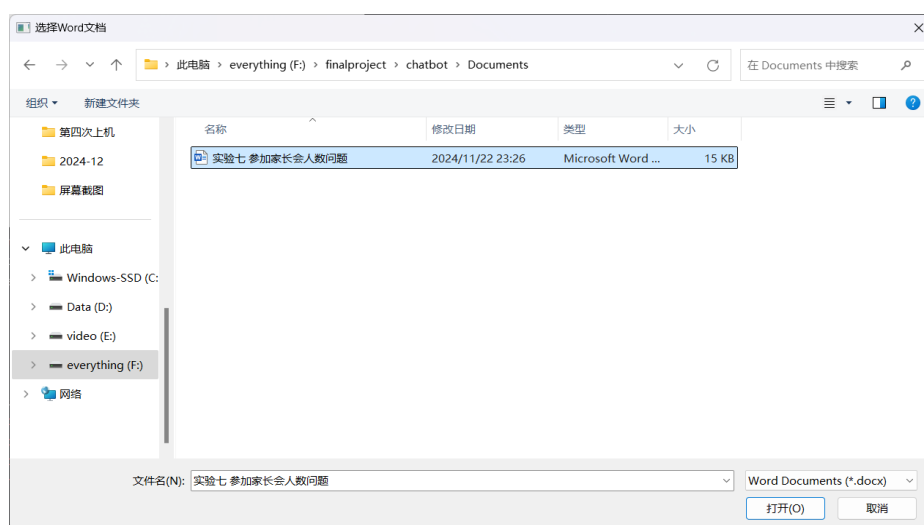 选择Word文档
此电脑 > everything (F:) > finalproject > chatbot > Documents
在 Documents 中搜索
组织 新建文件夹
第四次上机
2024-12
屏幕截图
此电脑
Windows-SSD (C:
Data (D:)
video (E:)
everything (F:)
网络
名称 修改日期 类型 大小
实验七 参加家长会人数问题 2024/11/22 23:26 Microsoft Word ... 15 KB
文件名(N): 实验七 参加家长会人数问题 Word Documents (*.docx)
打开(O) 取消